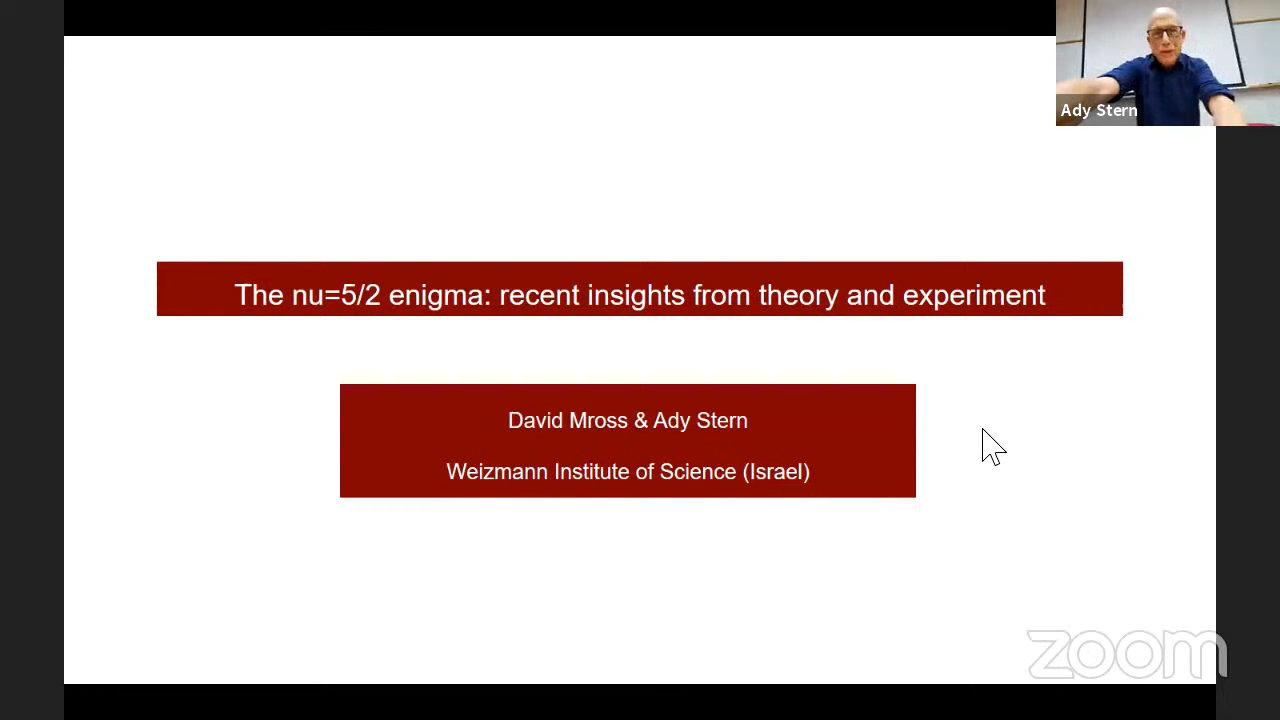 Ady Stern
The nu=5/2 enigma: recent insights from theory and experiment
David Mross & Ady Stern
Weizmann Institute of Science (Israel)
zoom